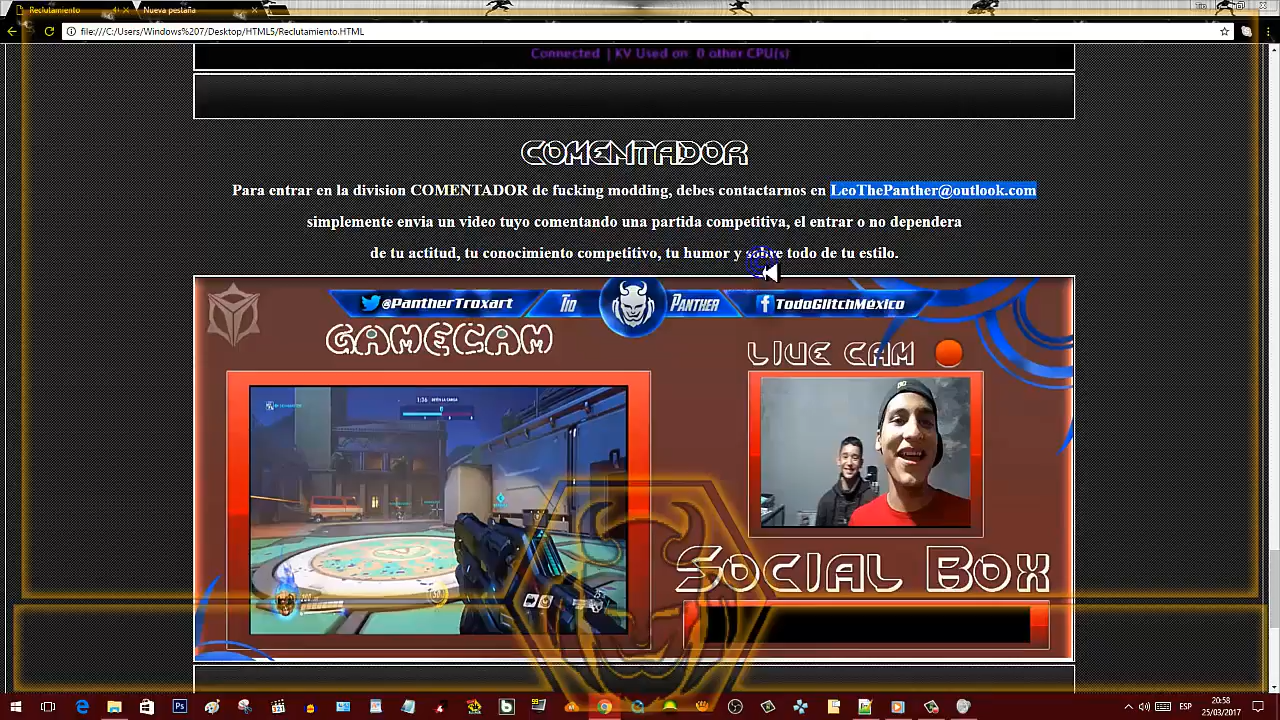 Reclutamiento
Nueva pestaña
file:///C:/Users/Windows%207/Desktop/HTML5/Reclutamiento.HTML
Connected | KV Used on: 0 other CPU(s)
COMENTADOR
Para entrar en la division COMENTADOR de fucking modding, debes contactarnos en LeoThePanther@outlook.com
simplemente envia un video tuyo comentando una partida competitiva, el entrar o no dependera
de tu actitud, tu conocimiento competitivo, tu humor y sobre todo de tu estilo.
@PantherTroxart
Tio
Panther
TodoGlitchMexico
GAMECAM
LIVE CAM
1:36
Social Box
ESP
20:58
25/03/2017